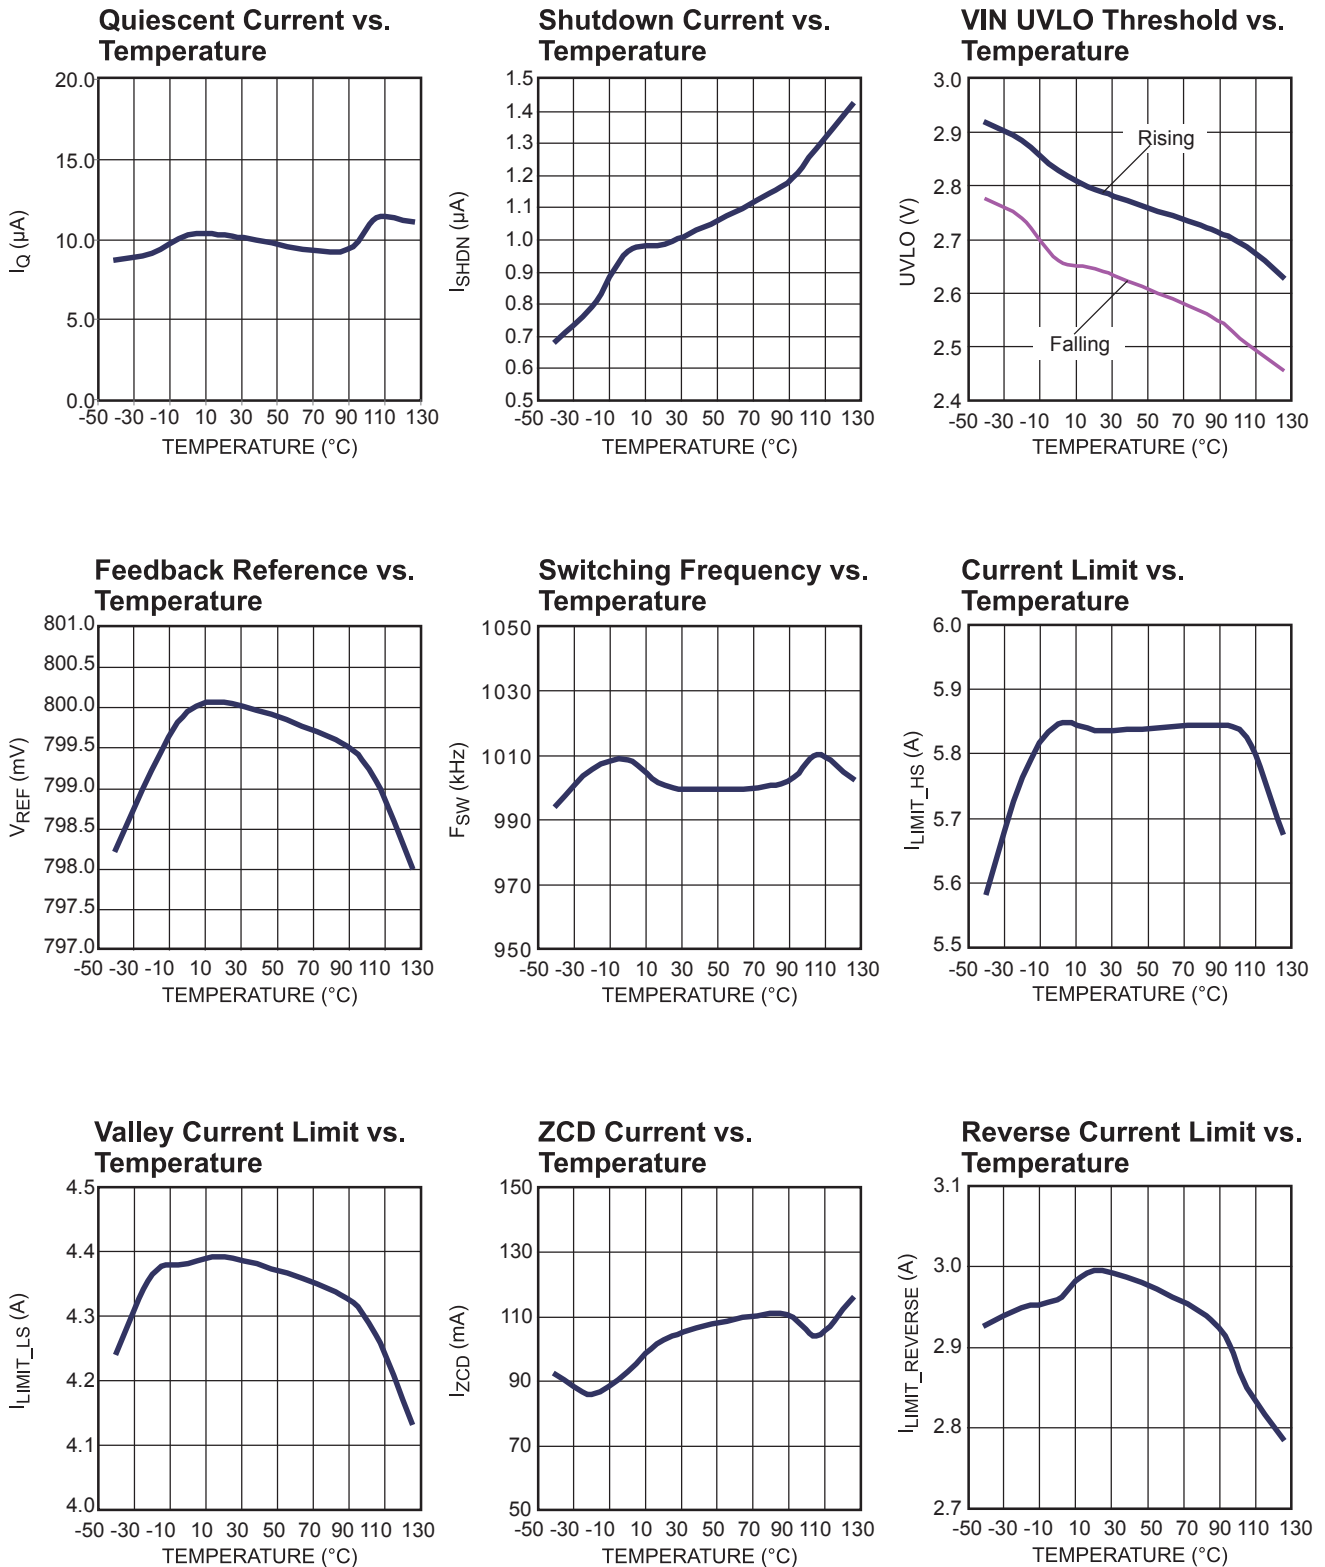 Quiescent Current vs.
Temperature
20.0
15.0
10.0
5.0
0.0
IQ (µA)
-50 -30 -10 10 30 50 70 90 110 130
TEMPERATURE (°C)
Shutdown Current vs.
Temperature
1.5
1.4
1.3
1.2
1.1
1.0
0.9
0.8
0.7
0.6
0.5
ISHDN (µA)
-50 -30 -10 10 30 50 70 90 110 130
TEMPERATURE (°C)
VIN UVLO Threshold vs.
Temperature
3.0
2.9
2.8
2.7
2.6
2.5
2.4
UVLO (V)
Rising
Falling
-50 -30 -10 10 30 50 70 90 110 130
TEMPERATURE (°C)
Feedback Reference vs.
Temperature
801.0
800.5
800.0
799.5
799.0
798.5
798.0
797.5
797.0
VREF (mV)
-50 -30 -10 10 30 50 70 90 110 130
TEMPERATURE (°C)
Switching Frequency vs.
Temperature
1050
1030
1010
990
970
950
FSW (kHz)
-50 -30 -10 10 30 50 70 90 110 130
TEMPERATURE (°C)
Current Limit vs.
Temperature
6.0
5.9
5.8
5.7
5.6
5.5
ILIMIT_HS (A)
-50 -30 -10 10 30 50 70 90 110 130
TEMPERATURE (°C)
Valley Current Limit vs.
Temperature
4.5
4.4
4.3
4.2
4.1
4.0
ILIMIT_LS (A)
-50 -30 -10 10 30 50 70 90 110 130
TEMPERATURE (°C)
ZCD Current vs.
Temperature
150
130
110
90
70
50
IZCD (mA)
-50 -30 -10 10 30 50 70 90 110 130
TEMPERATURE (°C)
Reverse Current Limit vs.
Temperature
3.1
3.0
2.9
2.8
2.7
ILIMIT_REVERSE (A)
-50 -30 -10 10 30 50 70 90 110 130
TEMPERATURE (°C)